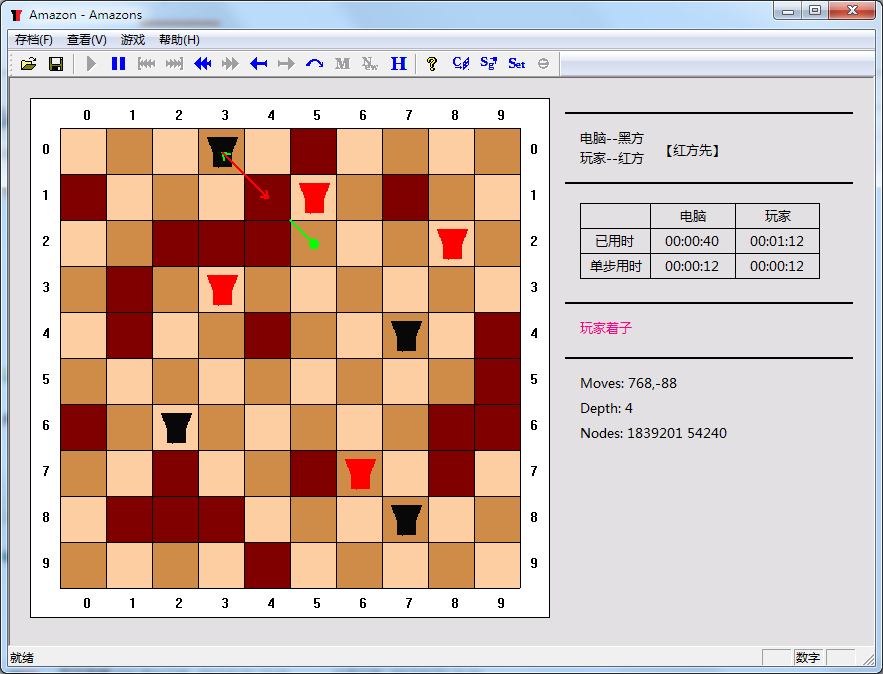 Amazon - Amazons
存档(F) 查看(V) 游戏 帮助(H)
M New H ? Set
0 1 2 3 4 5 6 7 8 9
0 0
1 1
2 2
3 3
4 4
5 5
6 6
7 7
8 8
9 9
0 1 2 3 4 5 6 7 8 9
电脑--黑方
玩家--红方 【红方先】
电脑 玩家
已用时 00:00:40 00:01:12
单步用时 00:00:12 00:00:12
玩家着子
Moves: 768,-88
Depth: 4
Nodes: 1839201 54240
就绪 数字